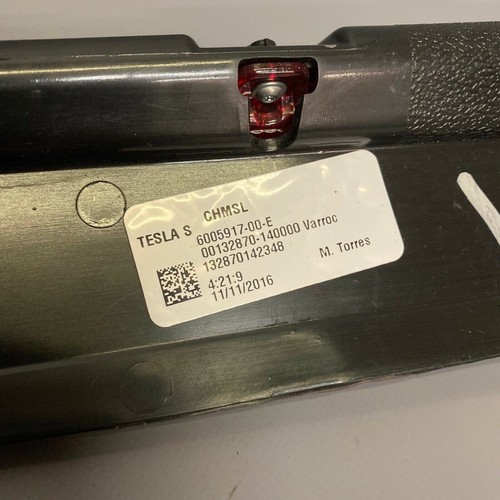 TESLA S CHMSL
6005917-00-E
00132870-140000 Varroc
132870142348 M. Torres
4:21:9
11/11/2016